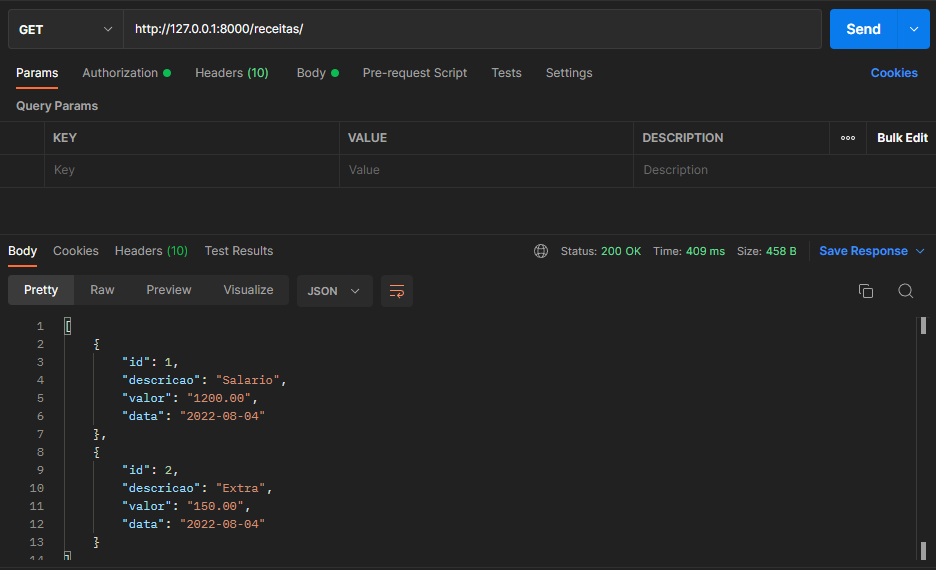 GET http://127.0.0.1:8000/receitas/ Send
Params Authorization Headers (10) Body Pre-request Script Tests Settings Cookies
Query Params
KEY VALUE DESCRIPTION ooo Bulk Edit
Key Value Description
Body Cookies Headers (10) Test Results Status: 200 OK Time: 409 ms Size: 458 B Save Response
Pretty Raw Preview Visualize JSON
1 [
2 {
3 "id": 1,
4 "descricao": "Salario",
5 "valor": "1200.00",
6 "data": "2022-08-04"
7 },
8 {
9 "id": 2,
10 "descricao": "Extra",
11 "valor": "150.00",
12 "data": "2022-08-04"
13 }
14 ]